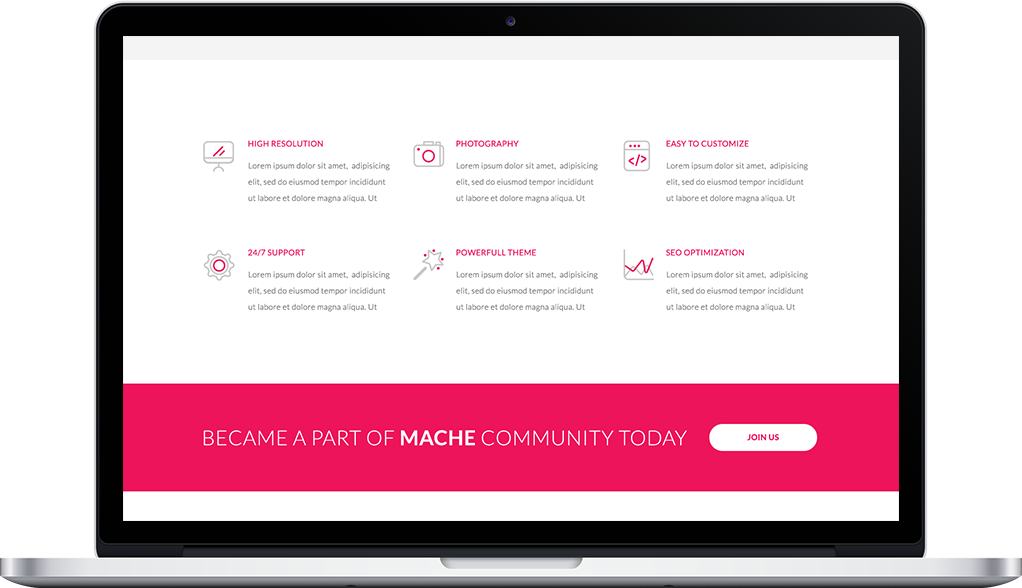 HIGH RESOLUTION
Lorem ipsum dolor sit amet, adipisicing
elit, sed do eiusmod tempor incididunt
ut labore et dolore magna aliqua. Ut
PHOTOGRAPHY
Lorem ipsum dolor sit amet, adipisicing
elit, sed do eiusmod tempor incididunt
ut labore et dolore magna aliqua. Ut
EASY TO CUSTOMIZE
Lorem ipsum dolor sit amet, adipisicing
elit, sed do eiusmod tempor incididunt
ut labore et dolore magna aliqua. Ut
24/7 SUPPORT
Lorem ipsum dolor sit amet, adipisicing
elit, sed do eiusmod tempor incididunt
ut labore et dolore magna aliqua. Ut
POWERFULL THEME
Lorem ipsum dolor sit amet, adipisicing
elit, sed do eiusmod tempor incididunt
ut labore et dolore magna aliqua. Ut
SEO OPTIMIZATION
Lorem ipsum dolor sit amet, adipisicing
elit, sed do eiusmod tempor incididunt
ut labore et dolore magna aliqua. Ut
BECAME A PART OF MACHE COMMUNITY TODAY
JOIN US